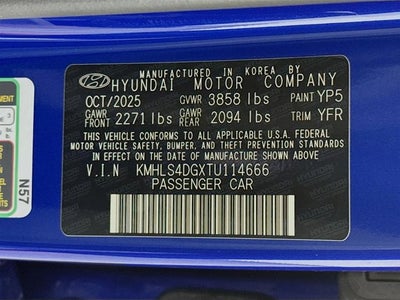 MANUFACTURED IN KOREA BY
HYUNDAI MOTOR COMPANY
OCT/2025 GVWR 3858 lbs PAINT YP5
GAWR FRONT 2271 lbs GAWR REAR 2094 lbs TRIM YFR
THIS VEHICLE CONFORMS TO ALL APPLICABLE U.S.A. FEDERAL
MOTOR VEHICLE SAFETY, BUMPER, AND THEFT PREVENTION
STANDARDS IN EFFECT ON THE DATE OF MANUFACTURE SHOWN ABOVE
V.I.N KMHLS4DGXTU114666
PASSENGER CAR
N57